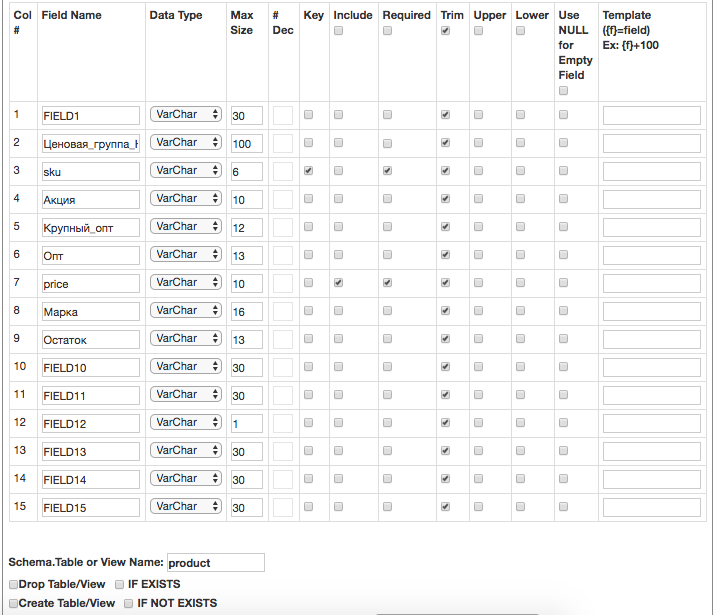 Col # Field Name Data Type Max Size # Dec Key Include Required Trim Upper Lower Use NULL for Empty Field Template ({f}=field) Ex: {f}+100
1 FIELD1 VarChar 30
2 Ценовая_группа_ VarChar 100
3 sku VarChar 6
4 Акция VarChar 10
5 Крупный_опт VarChar 12
6 Опт VarChar 13
7 price VarChar 10
8 Марка VarChar 16
9 Остаток VarChar 13
10 FIELD10 VarChar 30
11 FIELD11 VarChar 30
12 FIELD12 VarChar 1
13 FIELD13 VarChar 30
14 FIELD14 VarChar 30
15 FIELD15 VarChar 30
Schema.Table or View Name: product
Drop Table/View IF EXISTS
Create Table/View IF NOT EXISTS